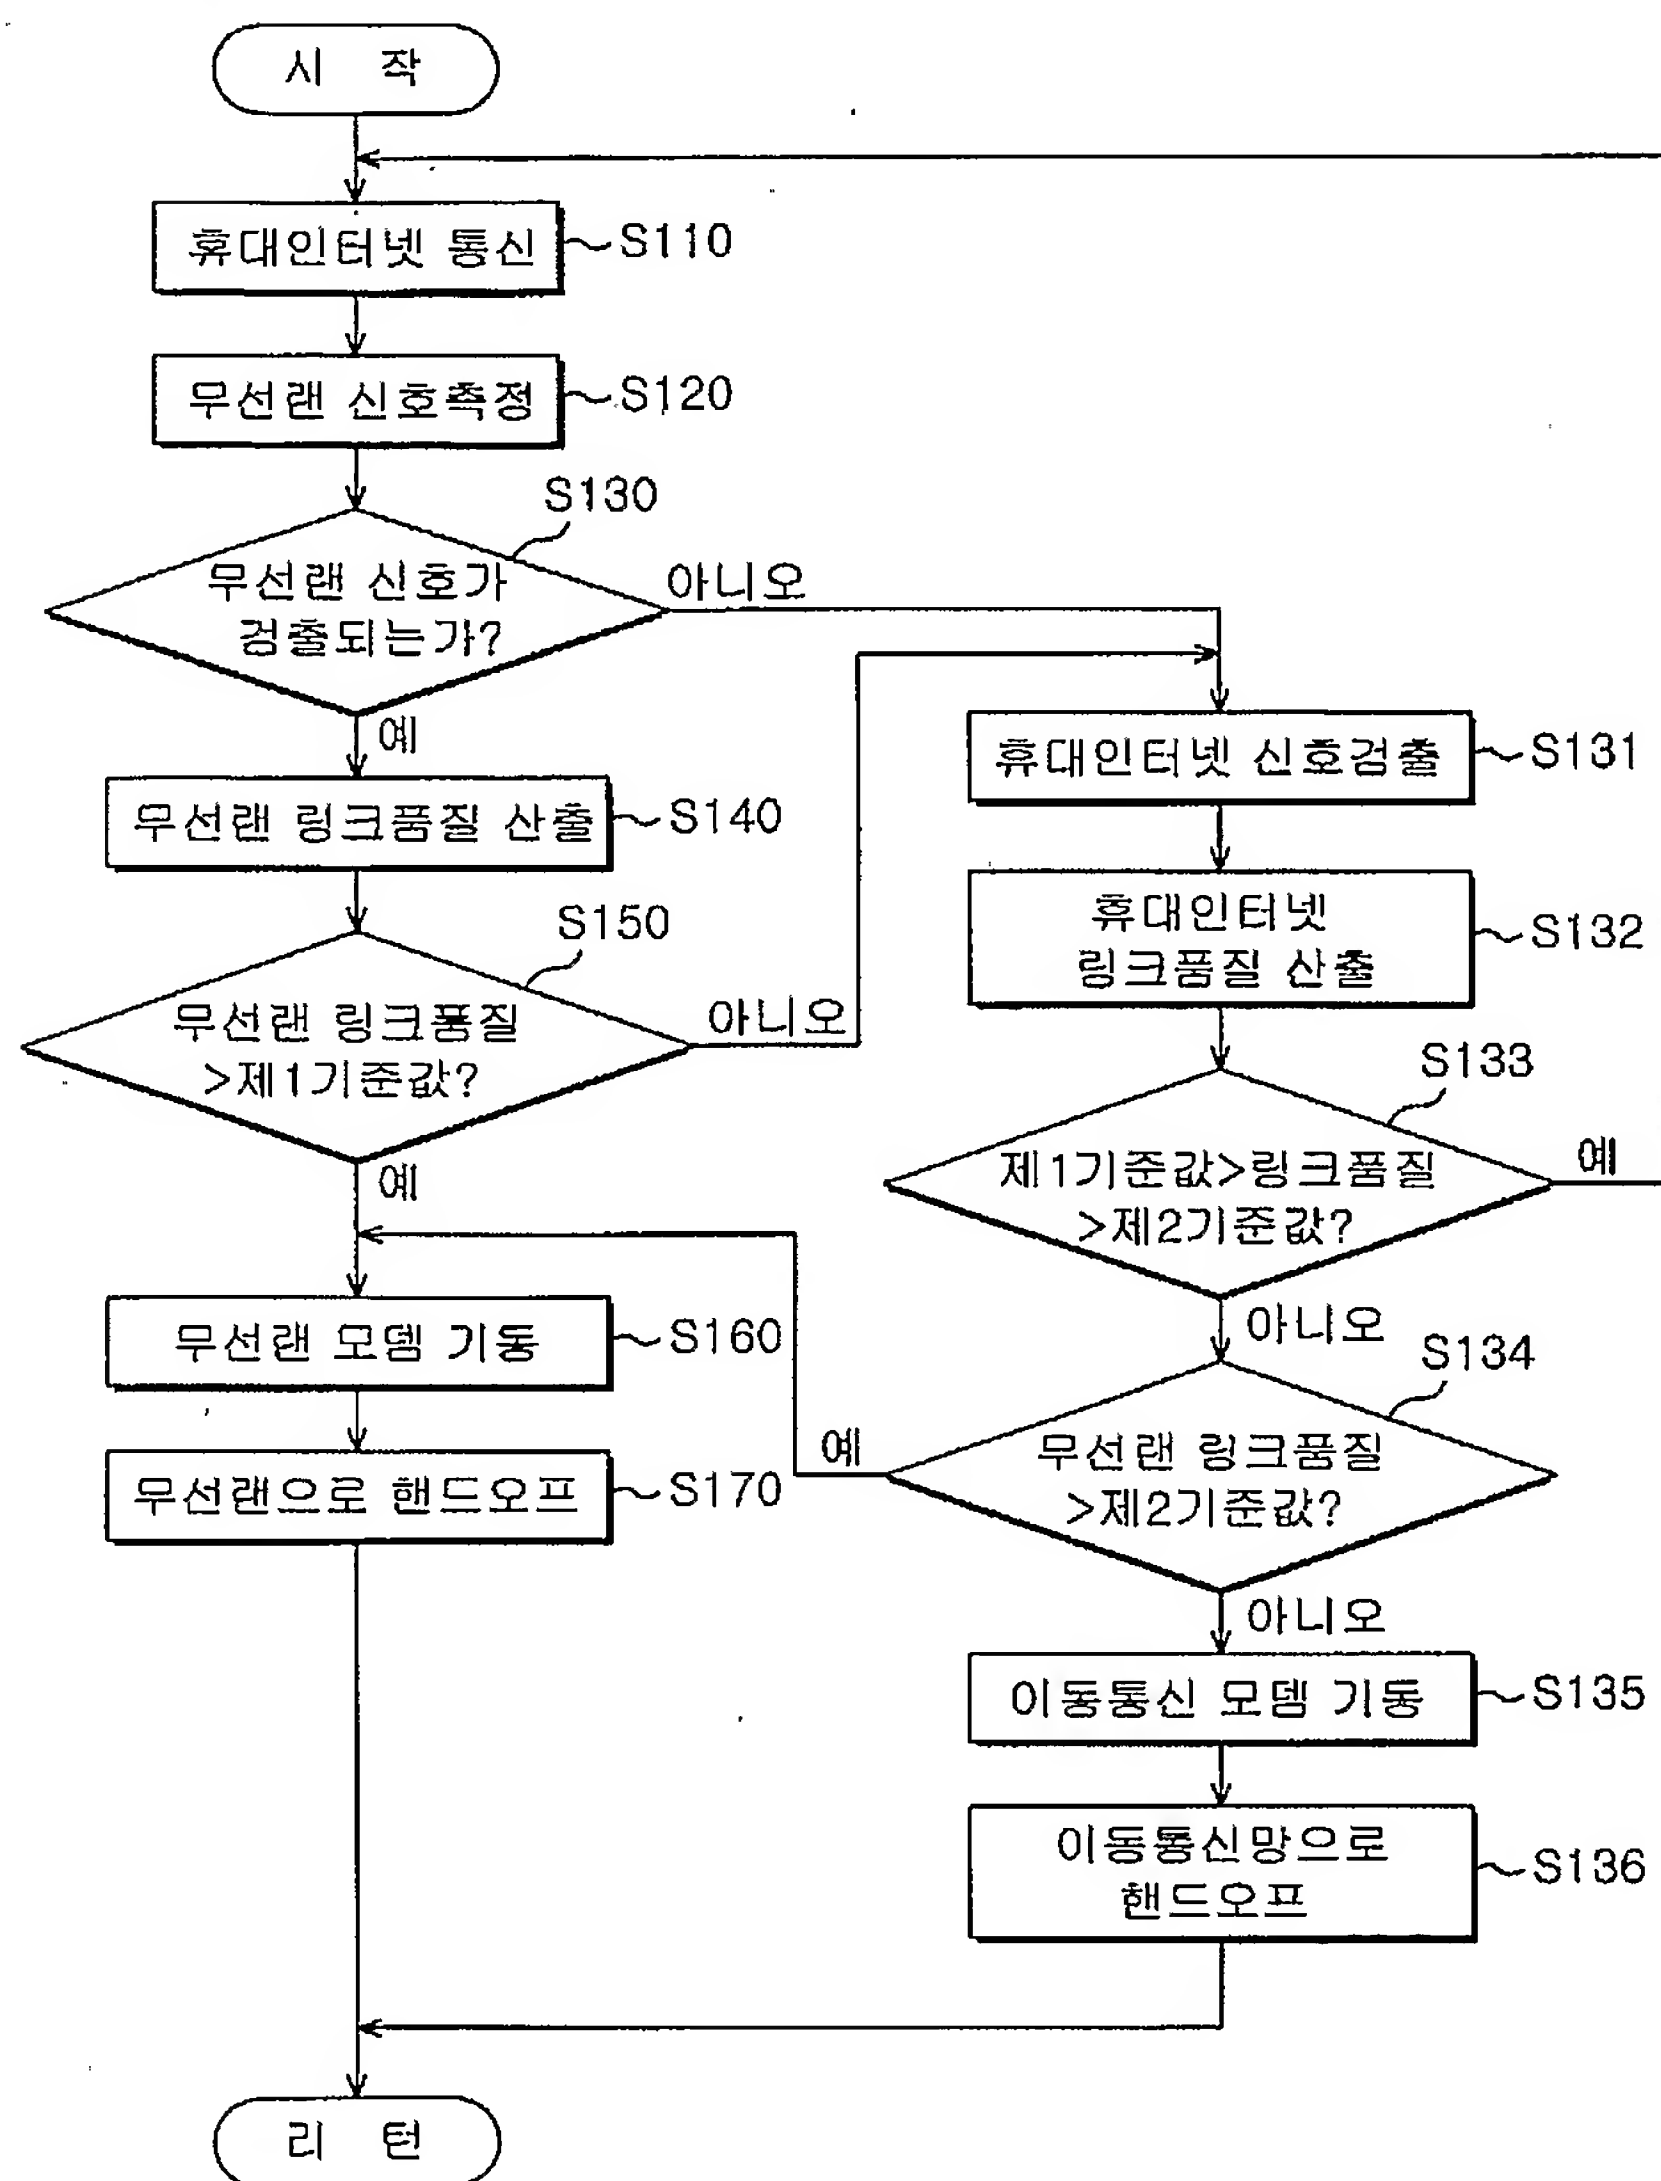 시 작
휴대인터넷 통신
S110
무선랜 신호측정
S120
S130
무선랜 신호가
검출되는가?
아니오
예
무선랜 링크품질 산출
S140
S150
무선랜 링크품질
>제1기준값?
아니오
예
무선랜 모뎀 기동
S160
무선랜으로 핸드오프
S170
휴대인터넷 신호검출
S131
휴대인터넷
링크품질 산출
S132
S133
제1기준값>링크품질
>제2기준값?
예
아니오
S134
무선랜 링크품질
>제2기준값?
예
아니오
이동통신 모뎀 기동
S135
이동통신망으로
핸드오프
S136
리 턴